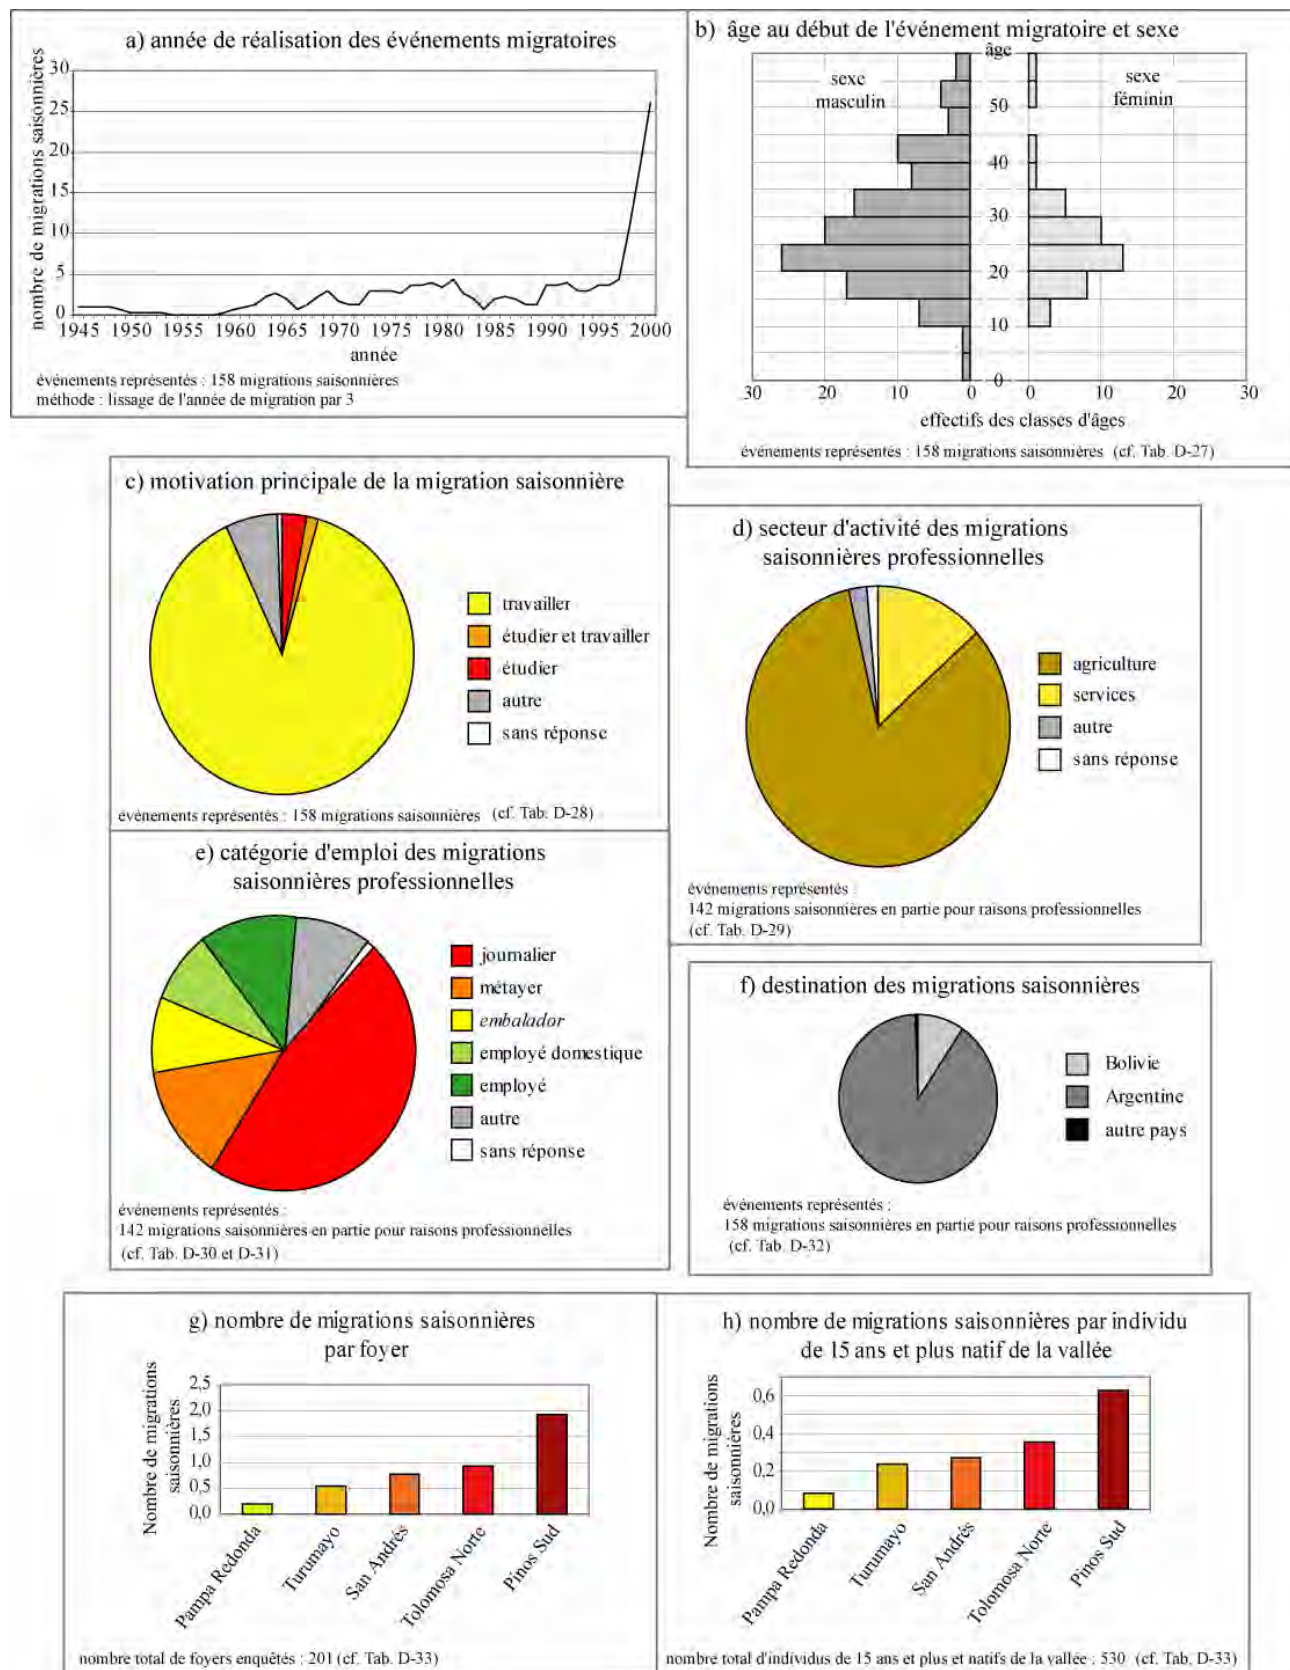 a) année de réalisation des événements migratoires
nombre de migrations saisonnières
30
25
20
15
10
5
0
1945 1950 1955 1960 1965 1970 1975 1980 1985 1990 1995 2000
année
événements représentés : 158 migrations saisonnières
méthode : lissage de l'année de migration par 3
b) âge au début de l'événement migratoire et sexe
âge
sexe masculin
sexe féminin
50
40
30
20
10
0
30 20 10 0 0 10 20 30
effectifs des classes d'âges
événements représentés : 158 migrations saisonnières (cf. Tab. D-27)
c) motivation principale de la migration saisonnière
travailler
étudier et travailler
étudier
autre
sans réponse
événements représentés : 158 migrations saisonnières (cf. Tab. D-28)
d) secteur d'activité des migrations
saisonnières professionnelles
agriculture
services
autre
sans réponse
événements représentés :
142 migrations saisonnières en partie pour raisons professionnelles
(cf. Tab. D-29)
e) catégorie d'emploi des migrations
saisonnières professionnelles
journalier
métayer
embalador
employé domestique
employé
autre
sans réponse
événements représentés :
142 migrations saisonnières en partie pour raisons professionnelles
(cf. Tab. D-30 et D-31)
f) destination des migrations saisonnières
Bolivie
Argentine
autre pays
événements représentés :
158 migrations saisonnières en partie pour raisons professionnelles
(cf. Tab. D-32)
g) nombre de migrations saisonnières
par foyer
Nombre de migrations
saisonnières
2,5
2,0
1,5
1,0
0,5
0,0
Pampa Redonda
Turumayo
San Andrés
Tolomosa Norte
Pinos Sud
nombre total de foyers enquêtés : 201 (cf. Tab. D-33)
h) nombre de migrations saisonnières par individu
de 15 ans et plus natif de la vallée
Nombre de migrations
saisonnières
0,6
0,4
0,2
0,0
Pampa Redonda
Turumayo
San Andrés
Tolomosa Norte
Pinos Sud
nombre total d'individus de 15 ans et plus et natifs de la vallée : 530 (cf. Tab. D-33)